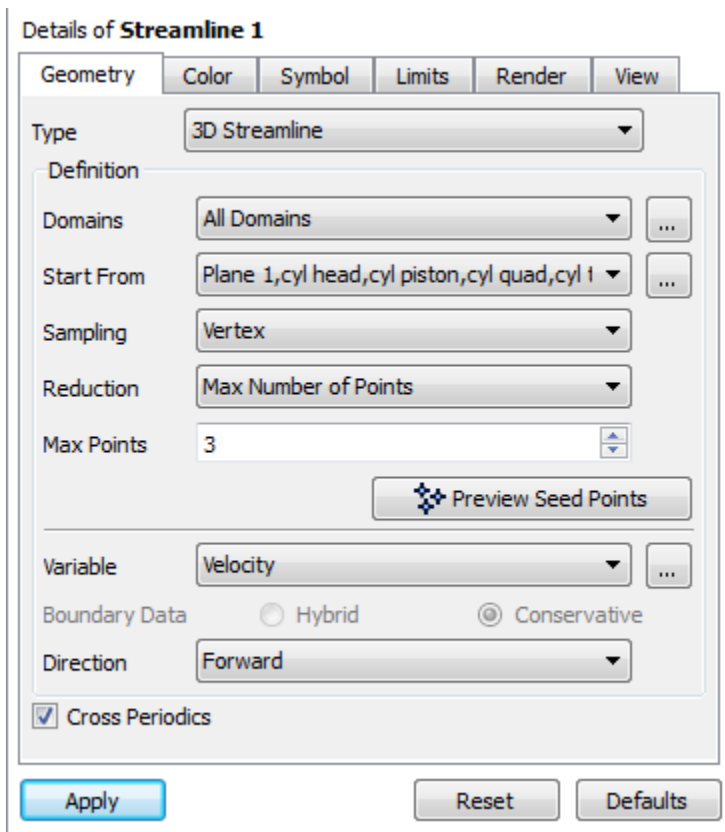 Details of Streamline 1
Geometry Color Symbol Limits Render View
Type 3D Streamline
Definition
Domains All Domains ...
Start From Plane 1,cyl head,cyl piston,cyl quad,cyl t ...
Sampling Vertex
Reduction Max Number of Points
Max Points 3
Preview Seed Points
Variable Velocity ...
Boundary Data Hybrid Conservative
Direction Forward
Cross Periodics
Apply Reset Defaults